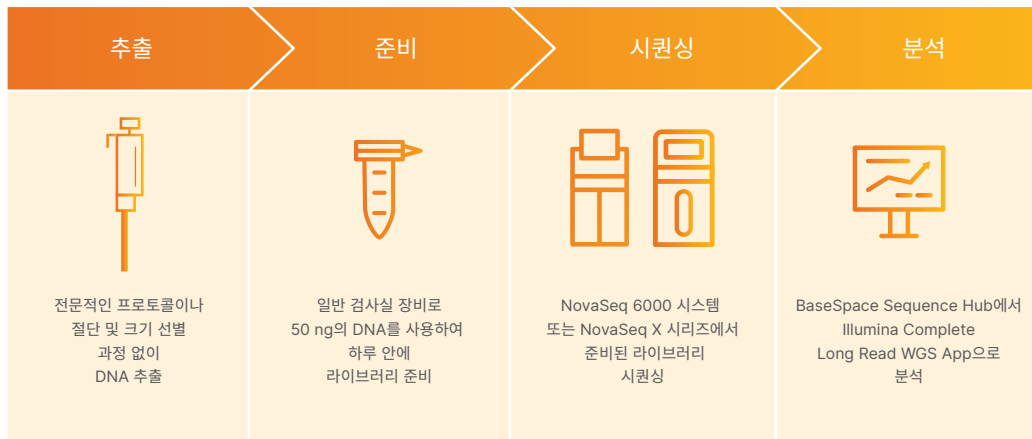 추출
준비
시퀀싱
분석
전문적인 프로토콜이나
절단 및 크기 선별
과정 없이
DNA 추출
일반 검사실 장비로
50 ng의 DNA를 사용하여
하루 안에
라이브러리 준비
NovaSeq 6000 시스템
또는 NovaSeq X 시리즈에서
준비된 라이브러리
시퀀싱
BaseSpace Sequence Hub에서
Illumina Complete
Long Read WGS App으로
분석